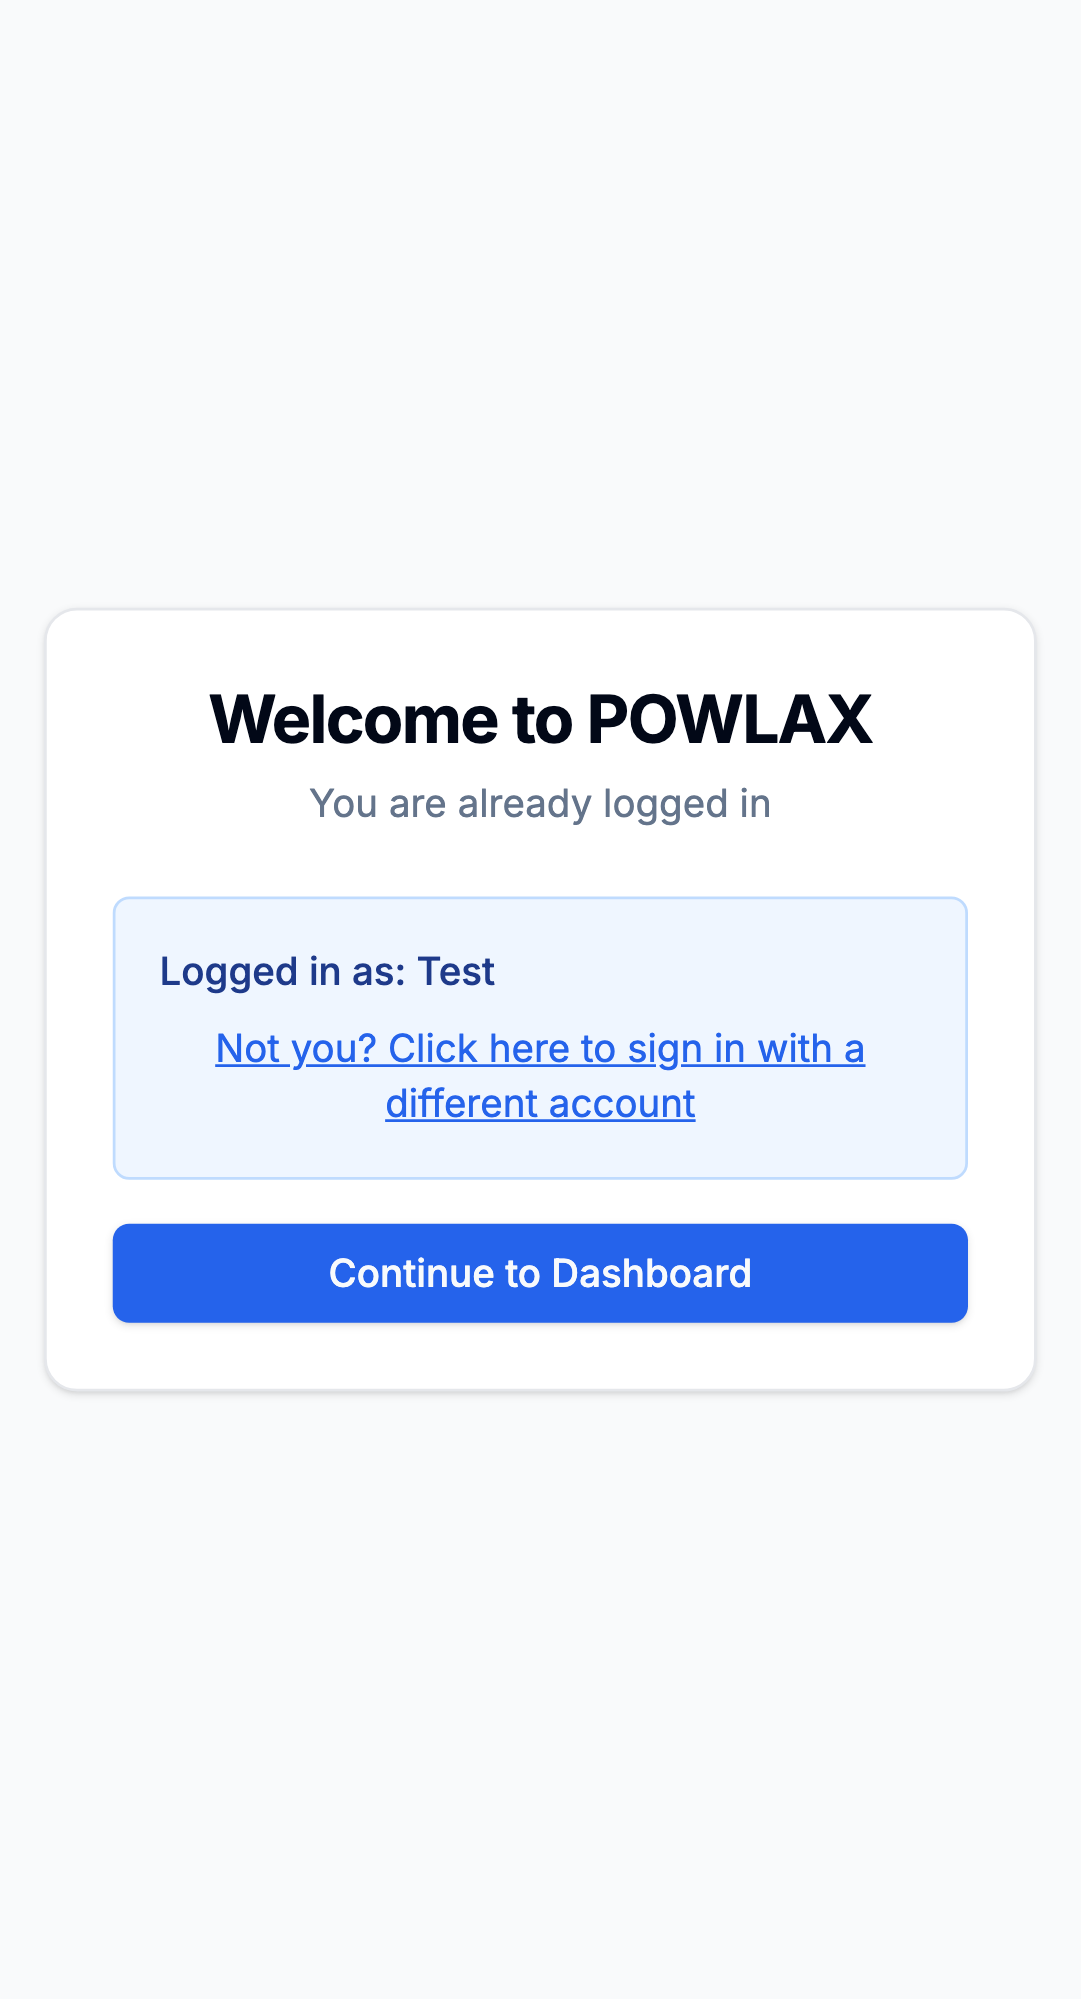 Welcome to POWLAX
You are already logged in
Logged in as: Test
Not you? Click here to sign in with a
different account
Continue to Dashboard